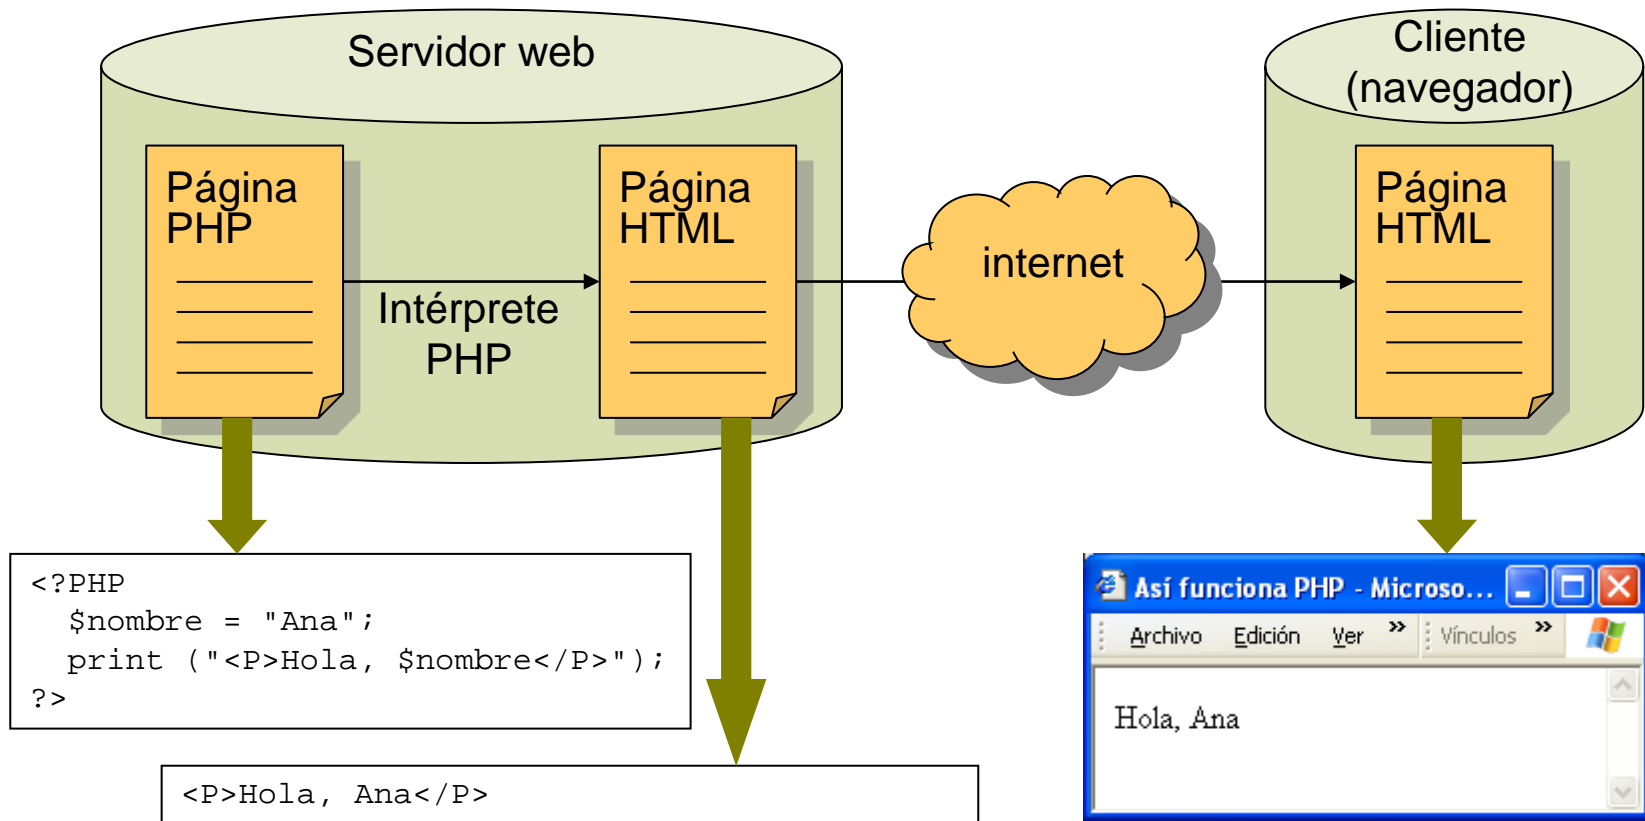 Servidor web
Cliente
(navegador)
Página
PHP
Intérprete
PHP
Página
HTML
internet
Página
HTML
<?PHP
  $nombre = "Ana";
  print ("<P>Hola, $nombre</P>");
?>
<P>Hola, Ana</P>
Así funciona PHP - Microso...
Archivo Edición Ver » Vínculos »
Hola, Ana